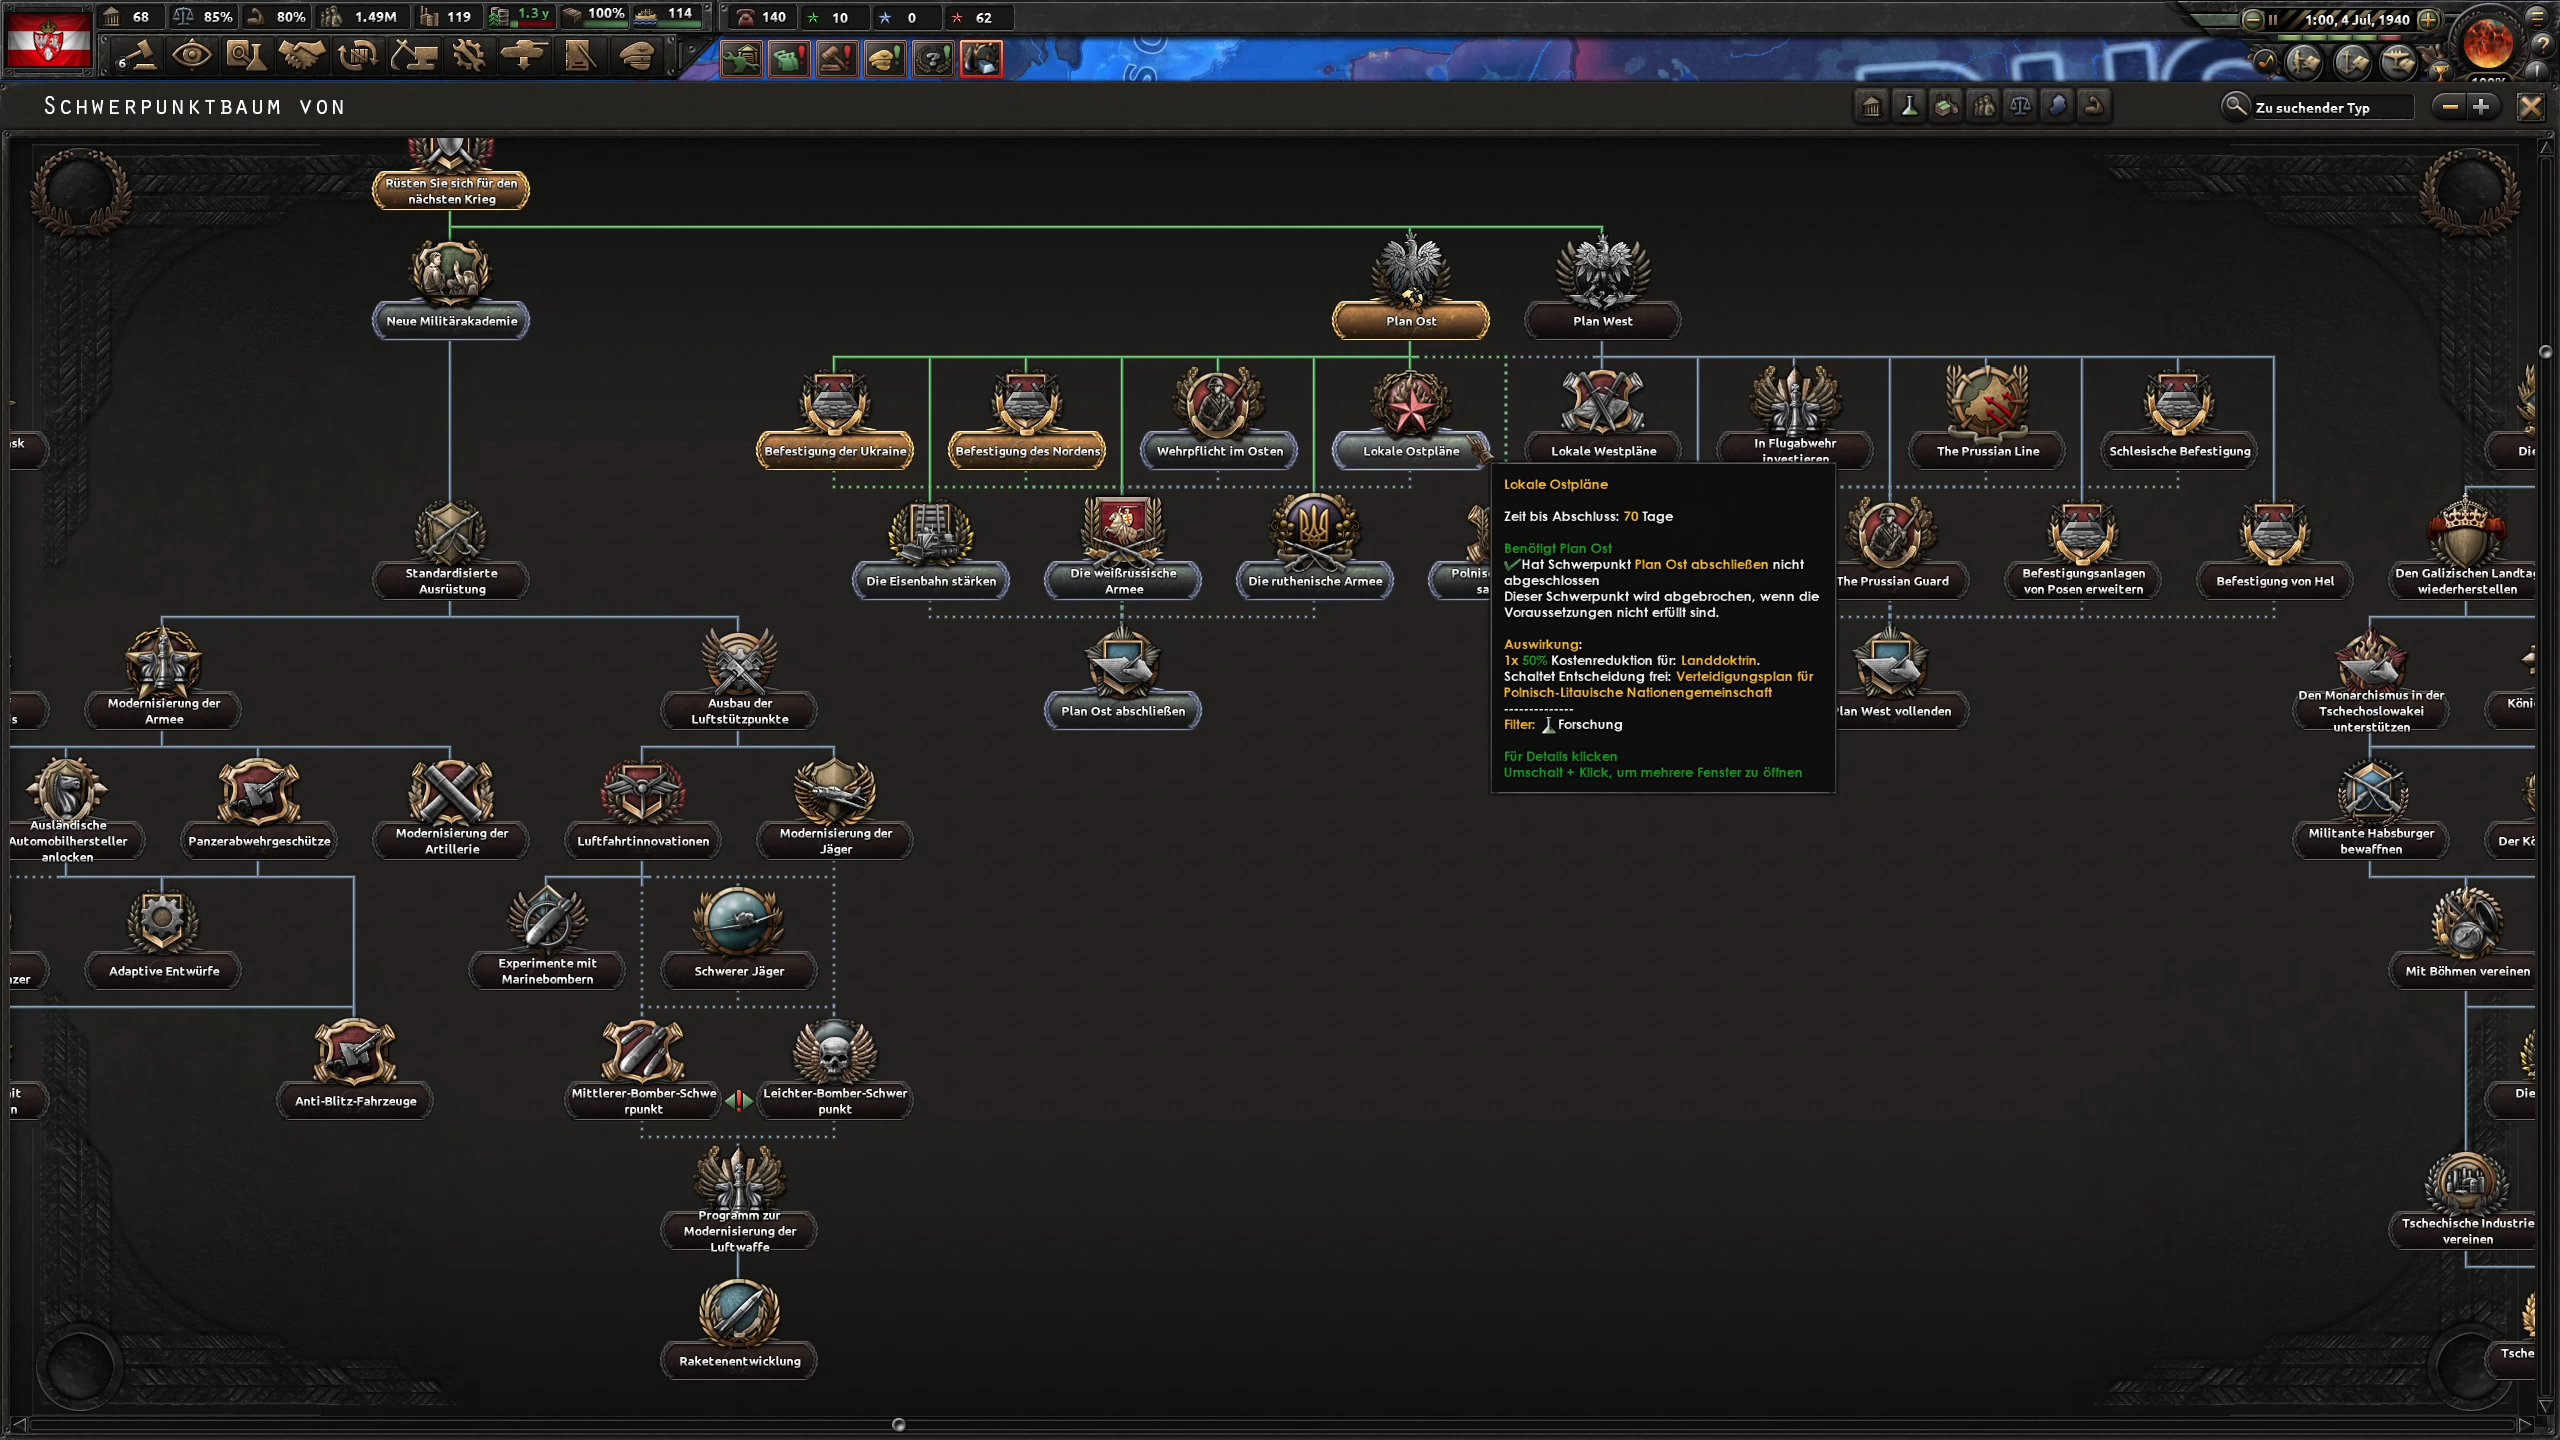 68 85% 80% 1.49M 119 1.3 y 100% 114 140 10 0 62
1:00, 4 Jul, 1940
6
100%
SCHWERPUNKTBAUM VON
Zu suchender Typ
Rüsten Sie sich für den
nächsten Krieg
Neue Militärakademie
Plan Ost
Plan West
Befestigung der Ukraine
Befestigung des Nordens
Wehrpflicht im Osten
Lokale Ostpläne
Lokale Westpläne
In Flugabwehr
investieren
The Prussian Line
Schlesische Befestigung
Lokale Ostpläne
Zeit bis Abschluss: 70 Tage
Benötigt Plan Ost
Hat Schwerpunkt Plan Ost abschließen nicht
abgeschlossen
Dieser Schwerpunkt wird abgebrochen, wenn die
Voraussetzungen nicht erfüllt sind.
Auswirkung:
1x 50% Kostenreduktion für: Landdoktrin.
Schaltet Entscheidung frei: Verteidigungsplan für
Polnisch-Litauische Nationengemeinschaft
--------------
Filter: Forschung
Für Details klicken
Umschalt + Klick, um mehrere Fenster zu öffnen
Standardisierte
Ausrüstung
Die Eisenbahn stärken
Die weißrussische
Armee
Die ruthenische Armee
The Prussian Guard
Befestigungsanlagen
von Posen erweitern
Befestigung von Hel
Den Galizischen Landtag
wiederherstellen
Modernisierung der
Armee
Ausbau der
Luftstützpunkte
Plan Ost abschließen
Plan West vollenden
Den Monarchismus in der
Tschechoslowakei
unterstützen
Ausländische
Automobilhersteller
anlocken
Panzerabwehrgeschütze
Modernisierung der
Artillerie
Luftfahrtinnovationen
Modernisierung der
Jäger
Militante Habsburger
bewaffnen
Adaptive Entwürfe
Experimente mit
Marinebombern
Schwerer Jäger
Mit Böhmen vereinen
Anti-Blitz-Fahrzeuge
Mittlerer-Bomber-Schwe
rpunkt
Leichter-Bomber-Schwer
punkt
Programm zur
Modernisierung der
Luftwaffe
Tschechische Industrie
vereinen
Raketenentwicklung